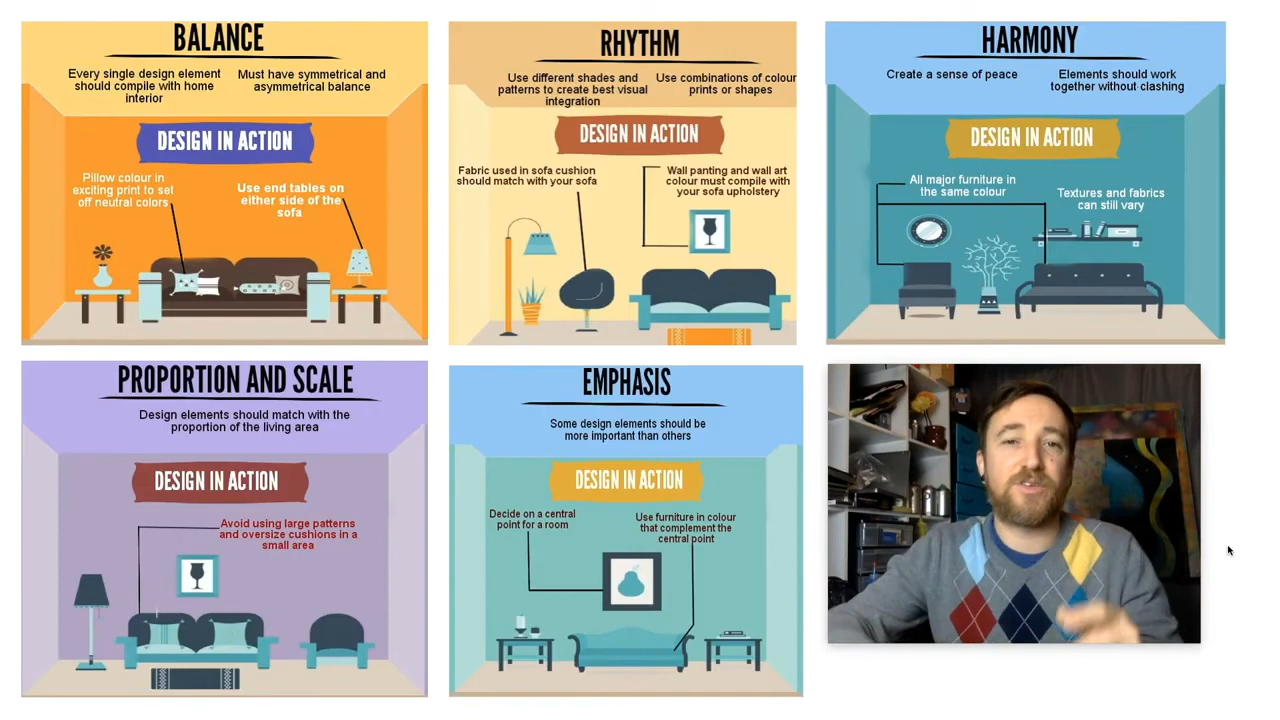 BALANCE
Every single design element
should compile with home
interior
Must have symmetrical and
asymmetrical balance
DESIGN IN ACTION
Pillow colour in
exciting print to set
off neutral colors
Use end tables on
either side of the
sofa
RHYTHM
Use different shades and
patterns to create best visual
integration
Use combinations of colour
prints or shapes
DESIGN IN ACTION
Fabric used in sofa cushion
should match with your sofa
Wall panting and wall art
colour must compile with
your sofa upholstery
HARMONY
Create a sense of peace
Elements should work
together without clashing
DESIGN IN ACTION
All major furniture in
the same colour
Textures and fabrics
can still vary
PROPORTION AND SCALE
Design elements should match with the
proportion of the living area
DESIGN IN ACTION
Avoid using large patterns
and oversize cushions in a
small area
EMPHASIS
Some design elements should be
more important than others
DESIGN IN ACTION
Decide on a central
point for a room
Use furniture in colour
that complement the
central point